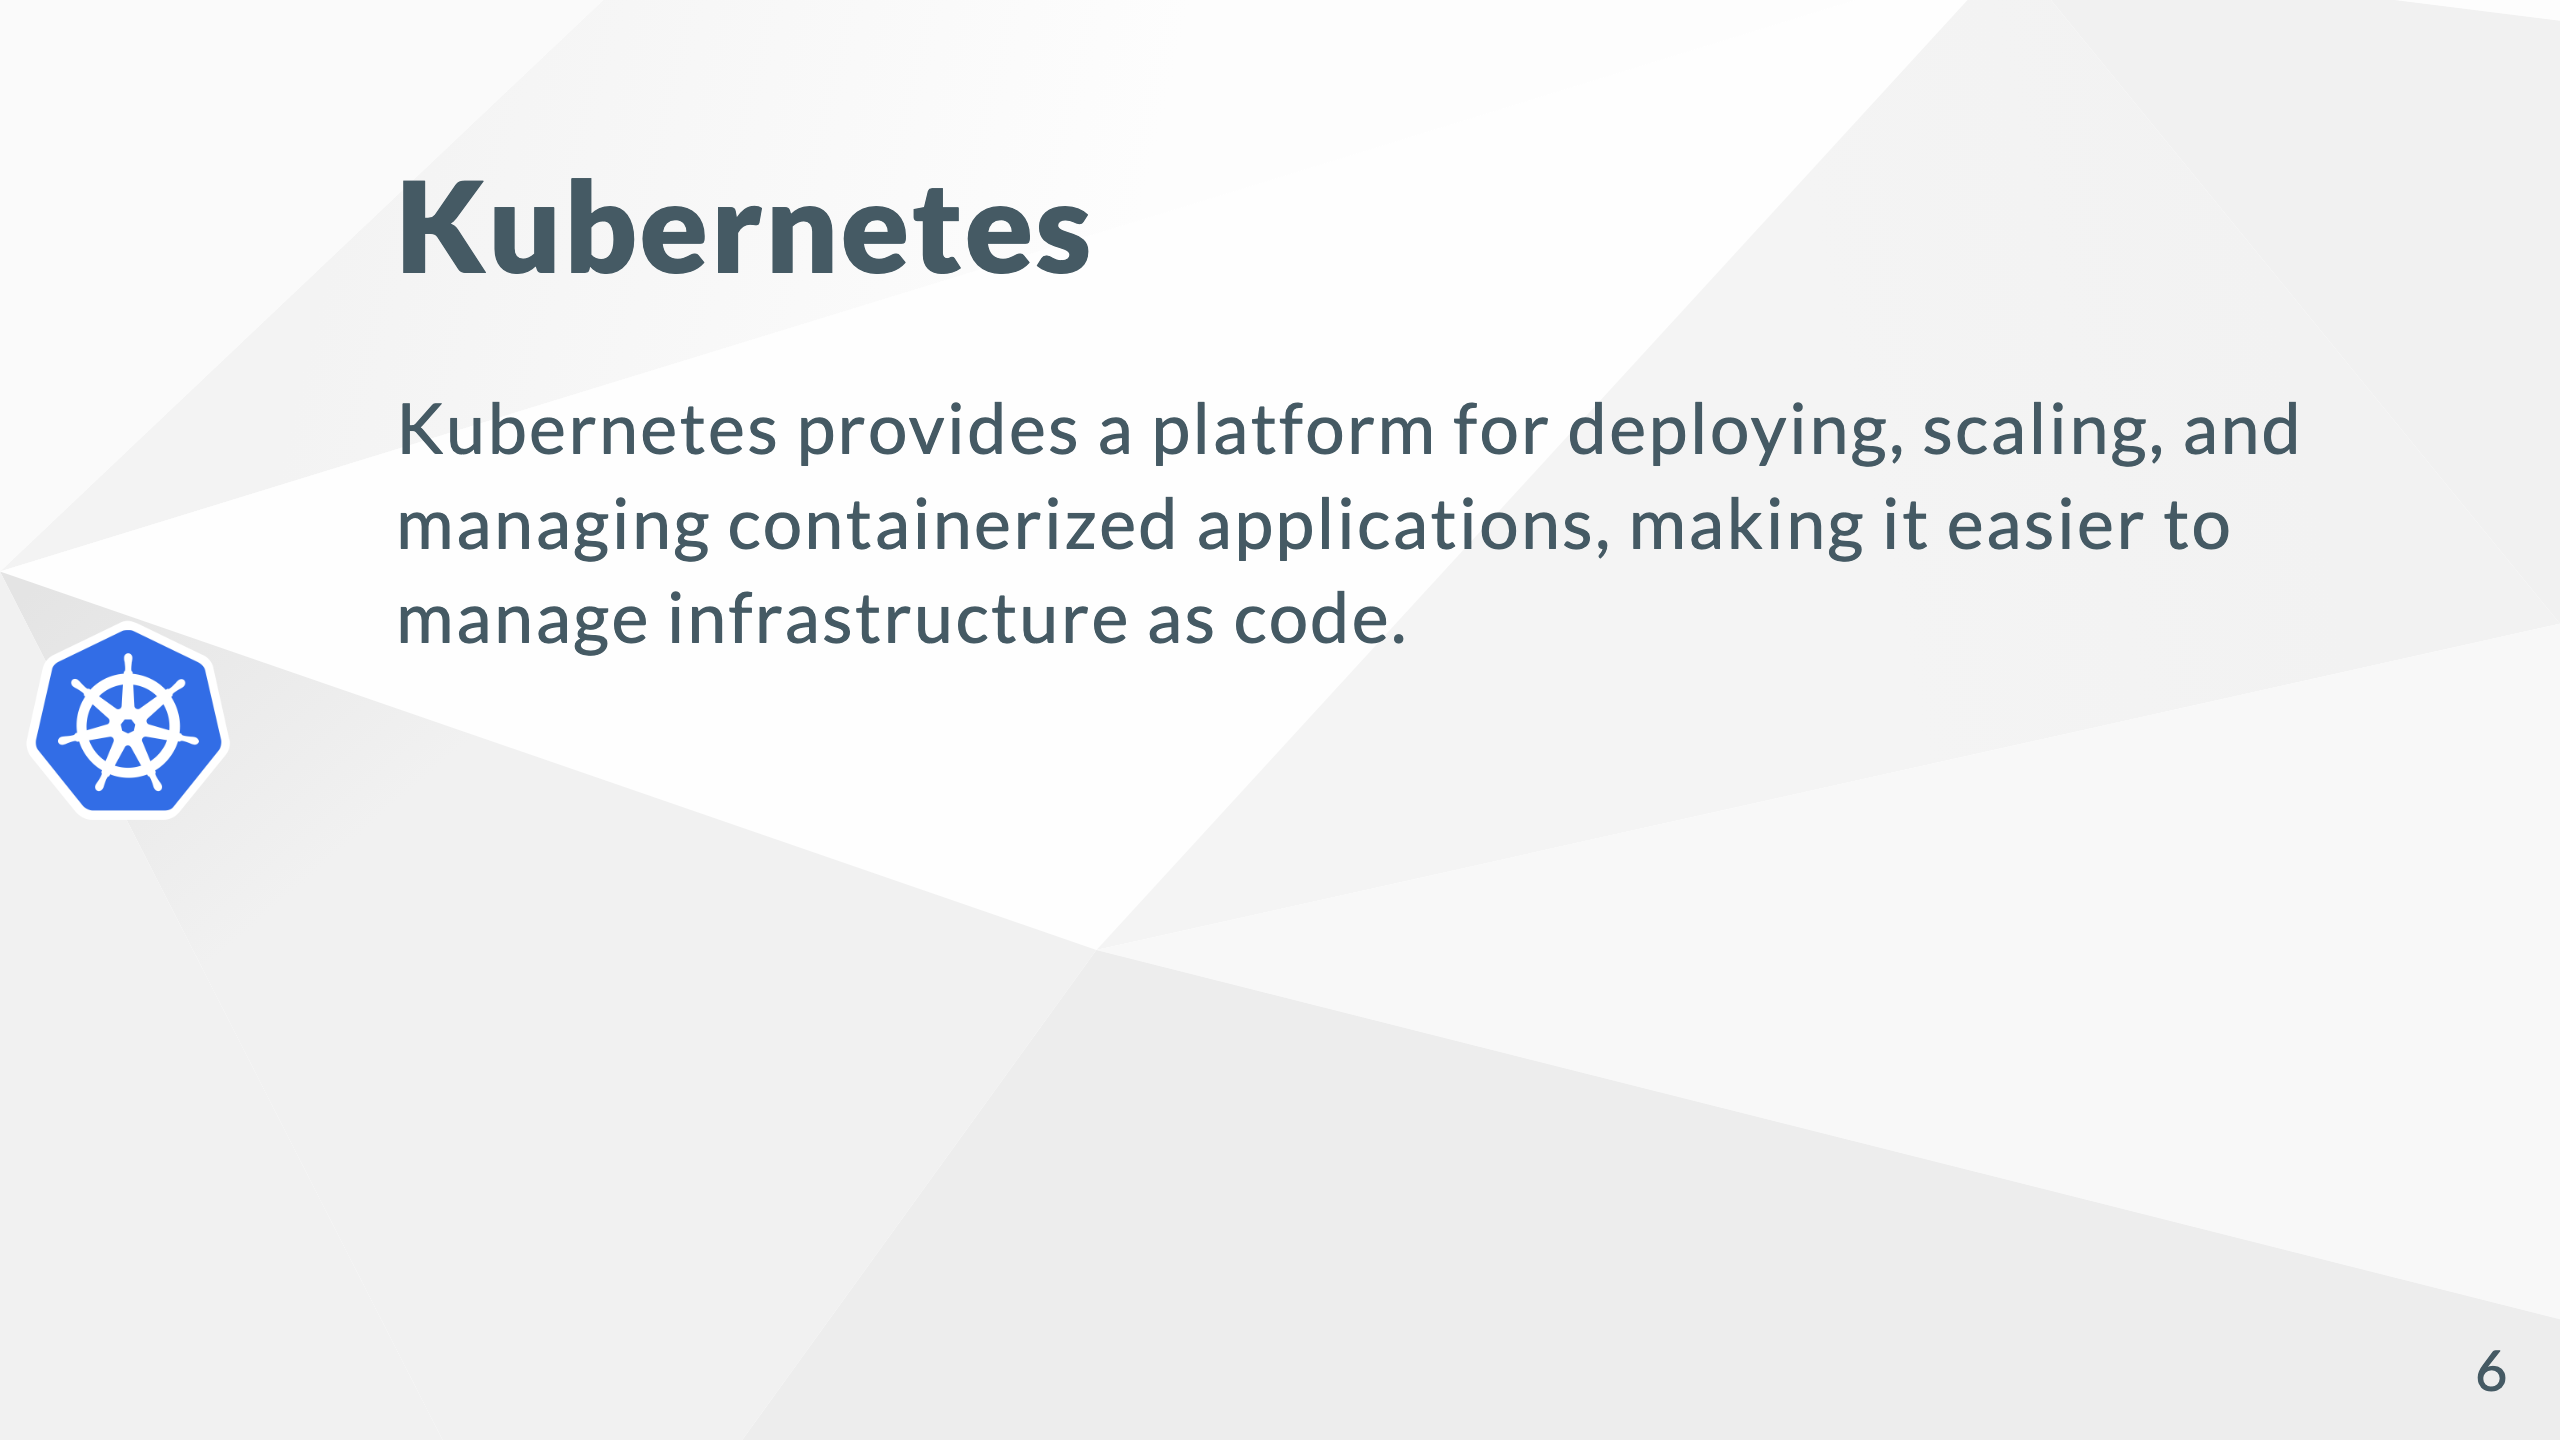 Kubernetes
Kubernetes provides a platform for deploying, scaling, and
managing containerized applications, making it easier to
manage infrastructure as code.
6